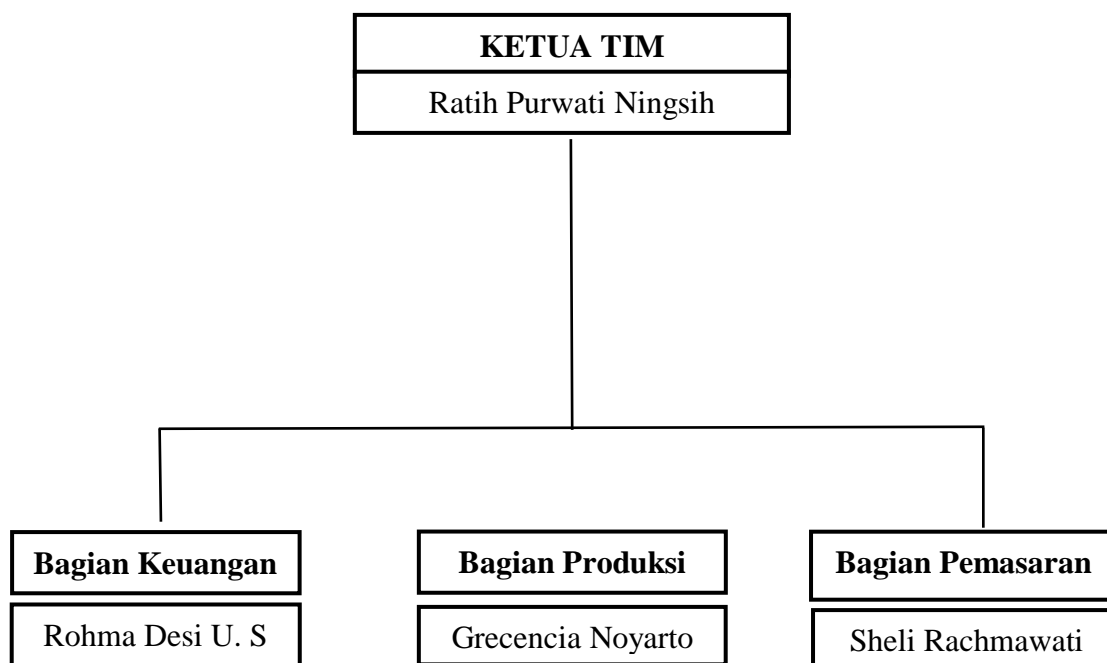 KETUA TIM
Ratih Purwati Ningsih
Bagian Keuangan
Rohma Desi U. S
Bagian Produksi
Grecencia Noyarto
Bagian Pemasaran
Sheli Rachmawati